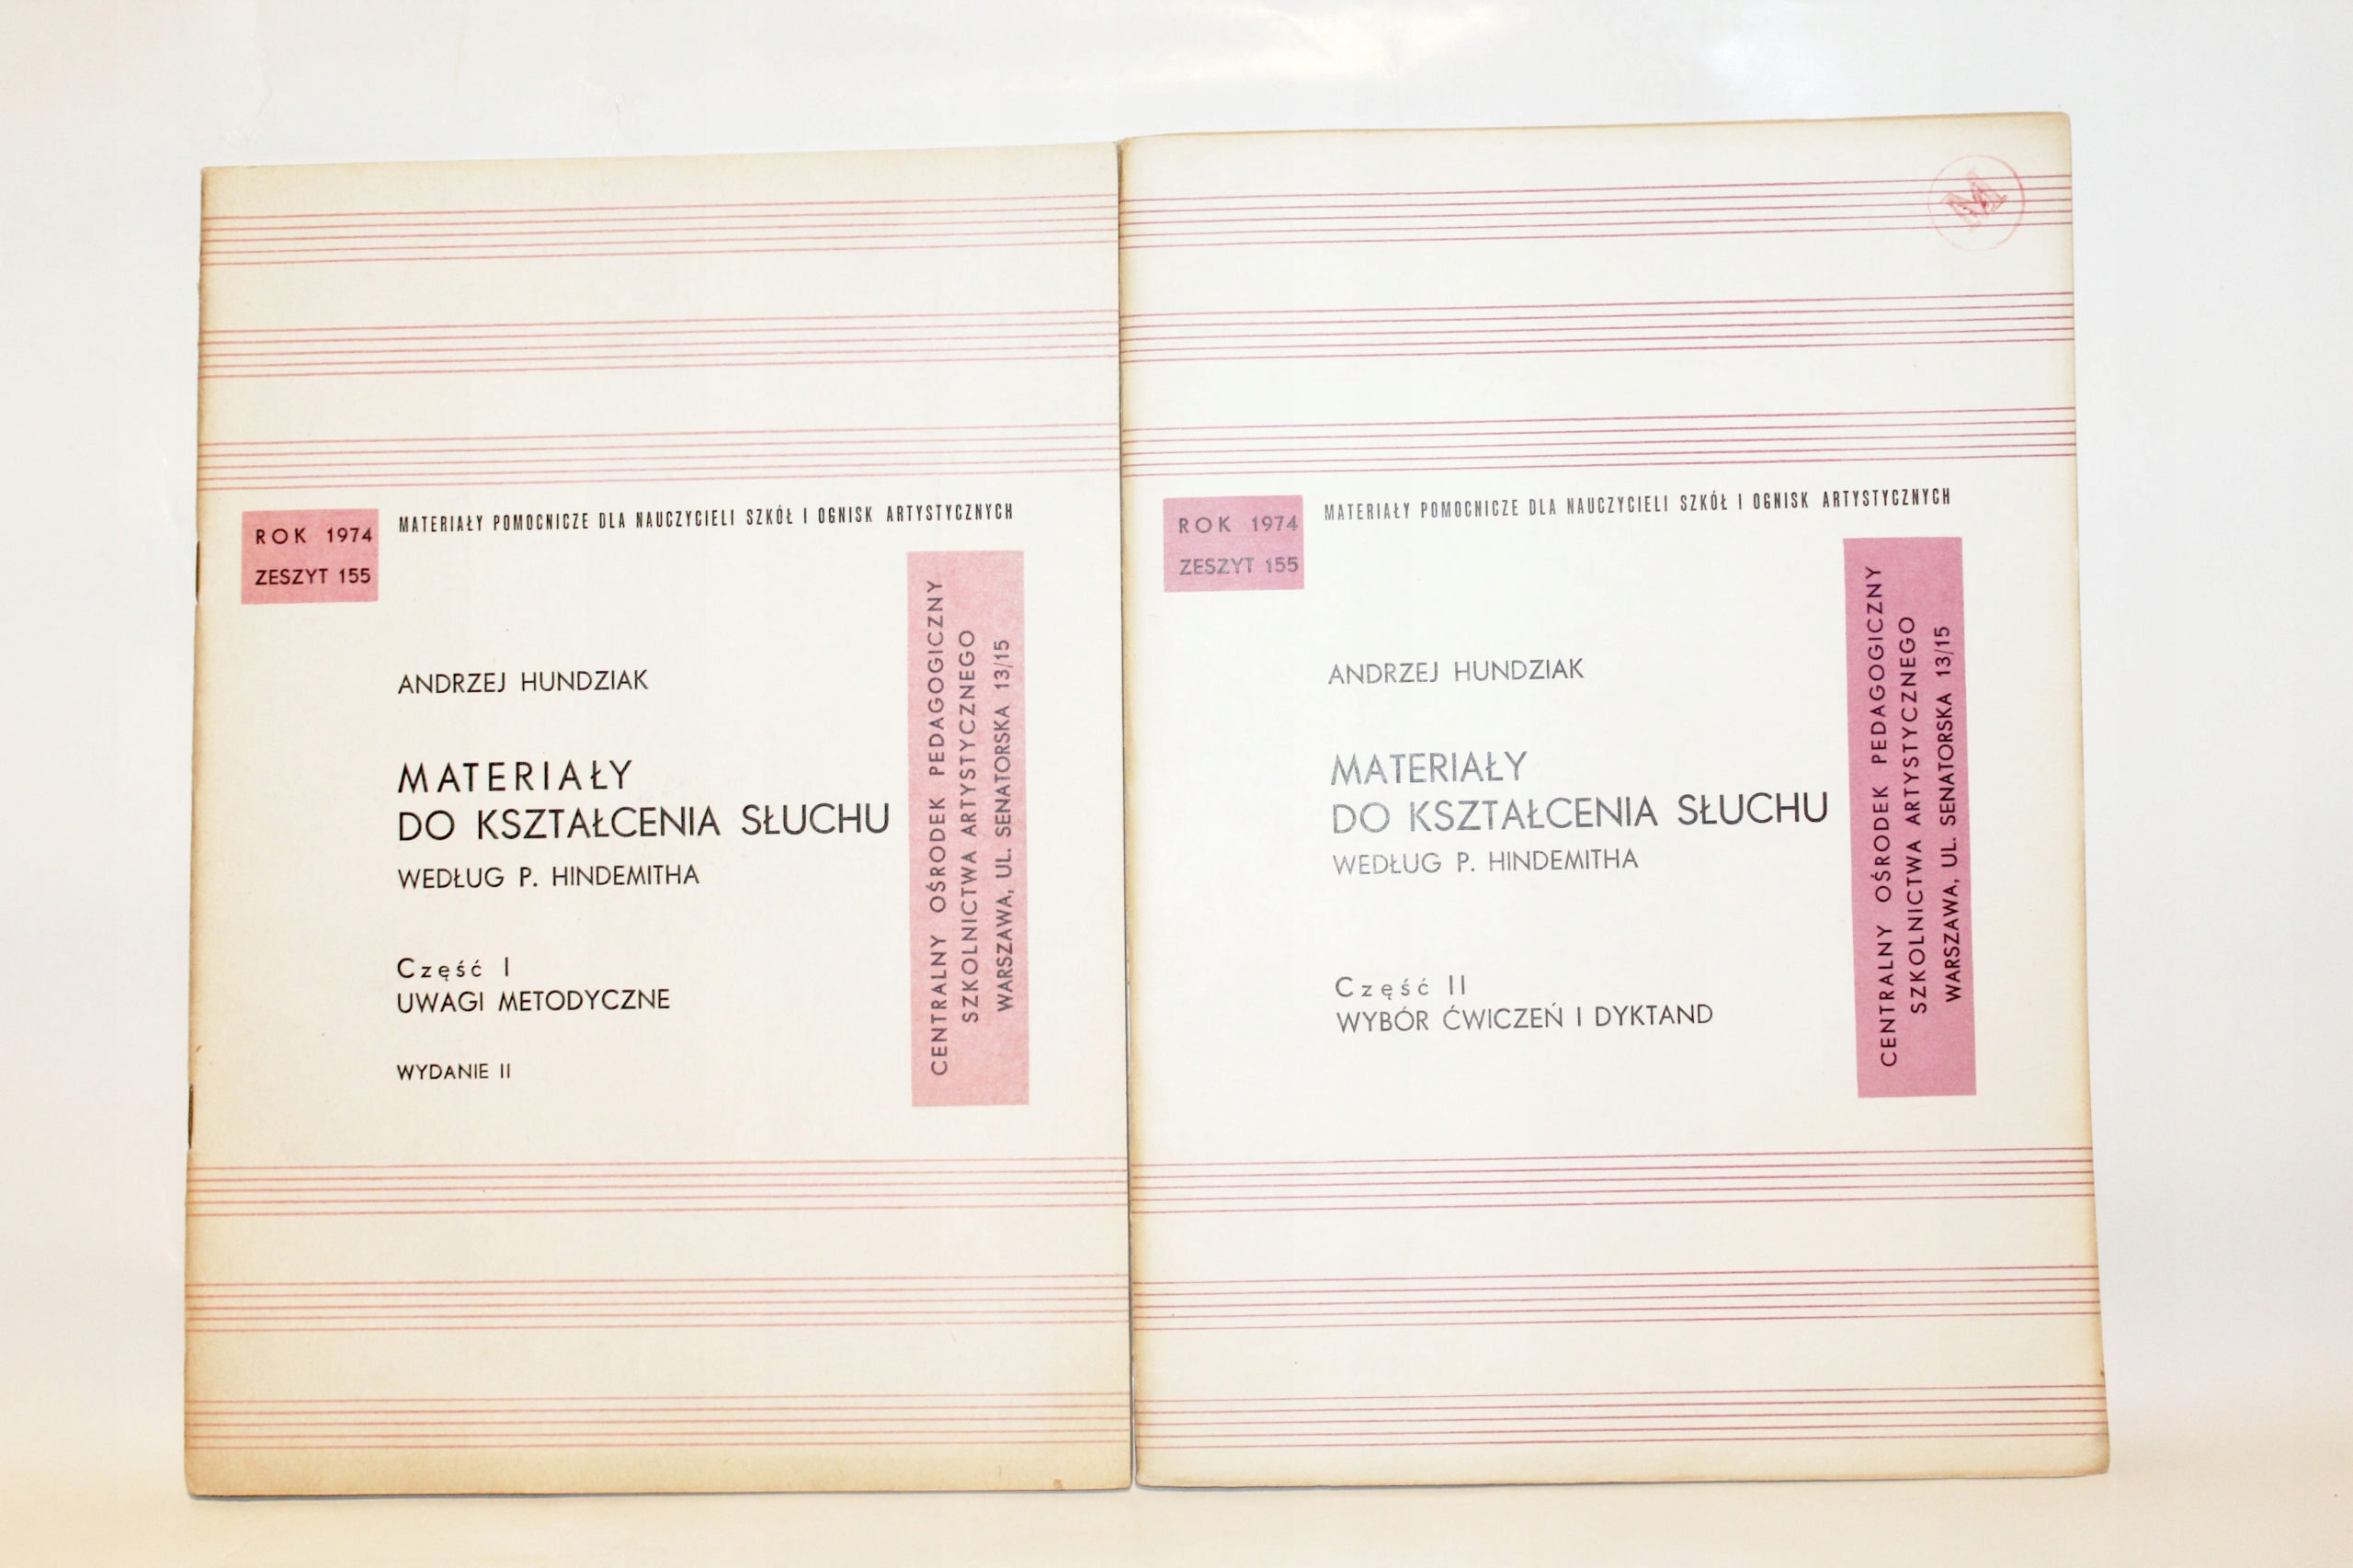 ROK 1974
ZESZYT 155
MATERIAŁY POMOCNICZE DLA NAUCZYCIELI SZKÓŁ I OGNISK ARTYSTYCZNYCH
ANDRZEJ HUNDZIAK
MATERIAŁY
DO KSZTAŁCENIA SŁUCHU
WEDŁUG P. HINDEMITHA
Część I
UWAGI METODYCZNE
WYDANIE II
CENTRALNY OŚRODEK PEDAGOGICZNY
SZKOLNICTWA ARTYSTYCZNEGO
WARSZAWA, UL. SENATORSKA 13/15
M
ROK 1974
ZESZYT 155
MATERIAŁY POMOCNICZE DLA NAUCZYCIELI SZKÓŁ I OGNISK ARTYSTYCZNYCH
ANDRZEJ HUNDZIAK
MATERIAŁY
DO KSZTAŁCENIA SŁUCHU
WEDŁUG P. HINDEMITHA
Część II
WYBÓR ĆWICZEŃ I DYKTAND
CENTRALNY OŚRODEK PEDAGOGICZNY
SZKOLNICTWA ARTYSTYCZNEGO
WARSZAWA, UL. SENATORSKA 13/15